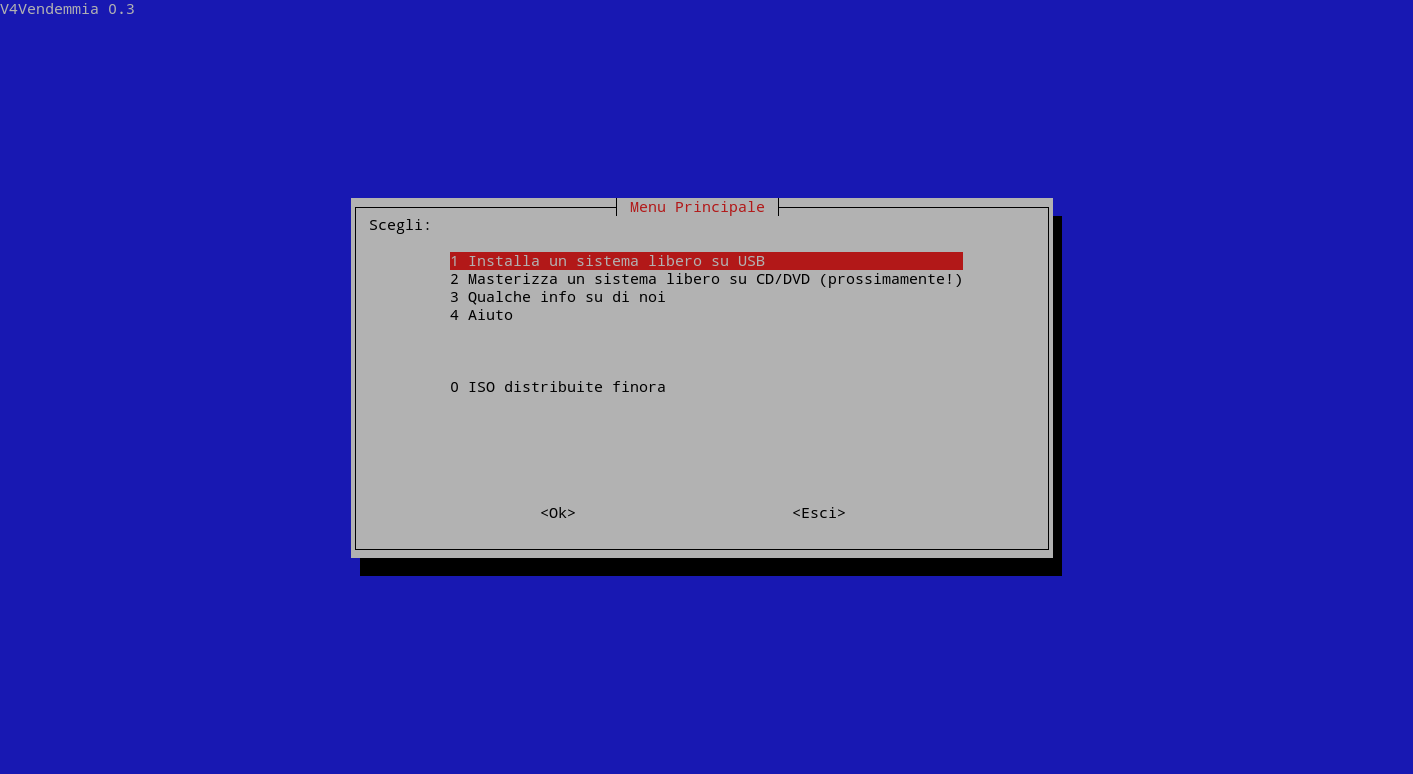 V4Vendemmia 0.3
Menu Principale
Scegli:
1 Installa un sistema libero su USB
2 Masterizza un sistema libero su CD/DVD (prossimamente!)
3 Qualche info su di noi
4 Aiuto
0 ISO distribuite finora
<Ok> <Esci>